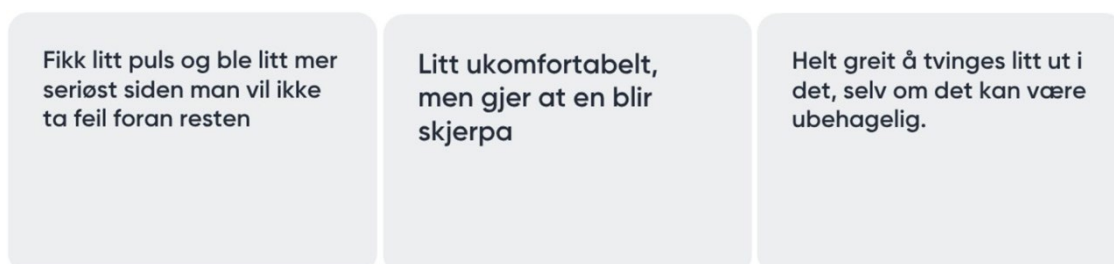 Fikk litt puls og ble litt mer
seriøst siden man vil ikke
ta feil foran resten
Litt ukomfortabelt,
men gjer at en blir
skjerpa
Helt greit å tvinges litt ut i
det, selv om det kan være
ubehagelig.